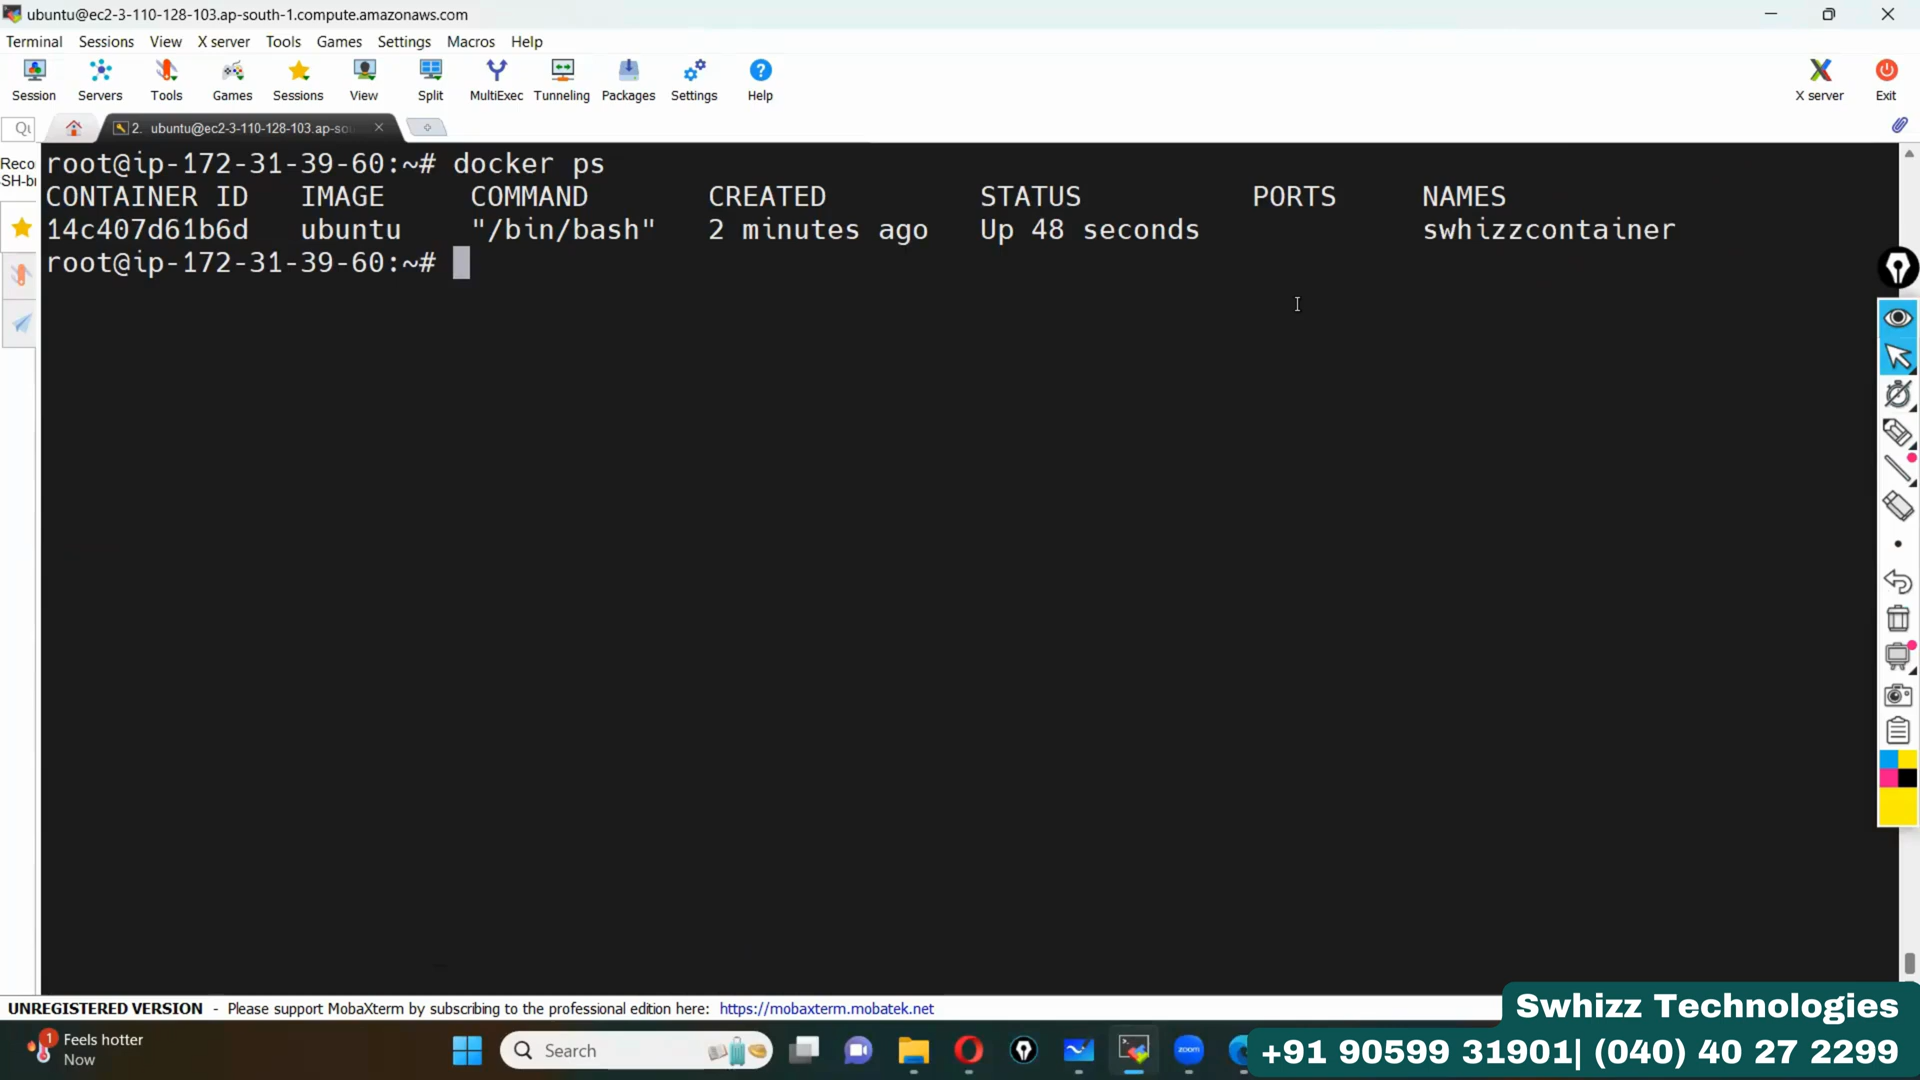 ubuntu@ec2-3-110-128-103.ap-south-1.compute.amazonaws.com
Terminal Sessions View X server Tools Games Settings Macros Help
Session Servers Tools Games Sessions View Split MultiExec Tunneling Packages Settings Help X server Exit
2. ubuntu@ec2-3-110-128-103.ap-sou
Reco
root@ip-172-31-39-60:~# docker ps
CONTAINER ID IMAGE COMMAND CREATED STATUS PORTS NAMES
14c407d61b6d ubuntu "/bin/bash" 2 minutes ago Up 48 seconds swhizzcontainer
root@ip-172-31-39-60:~#
UNREGISTERED VERSION - Please support MobaXterm by subscribing to the professional edition here: https://mobaxterm.mobatek.net
Swhizz Technologies
+91 90599 31901| (040) 40 27 2299
1
Feels hotter
Now
Search
zoom